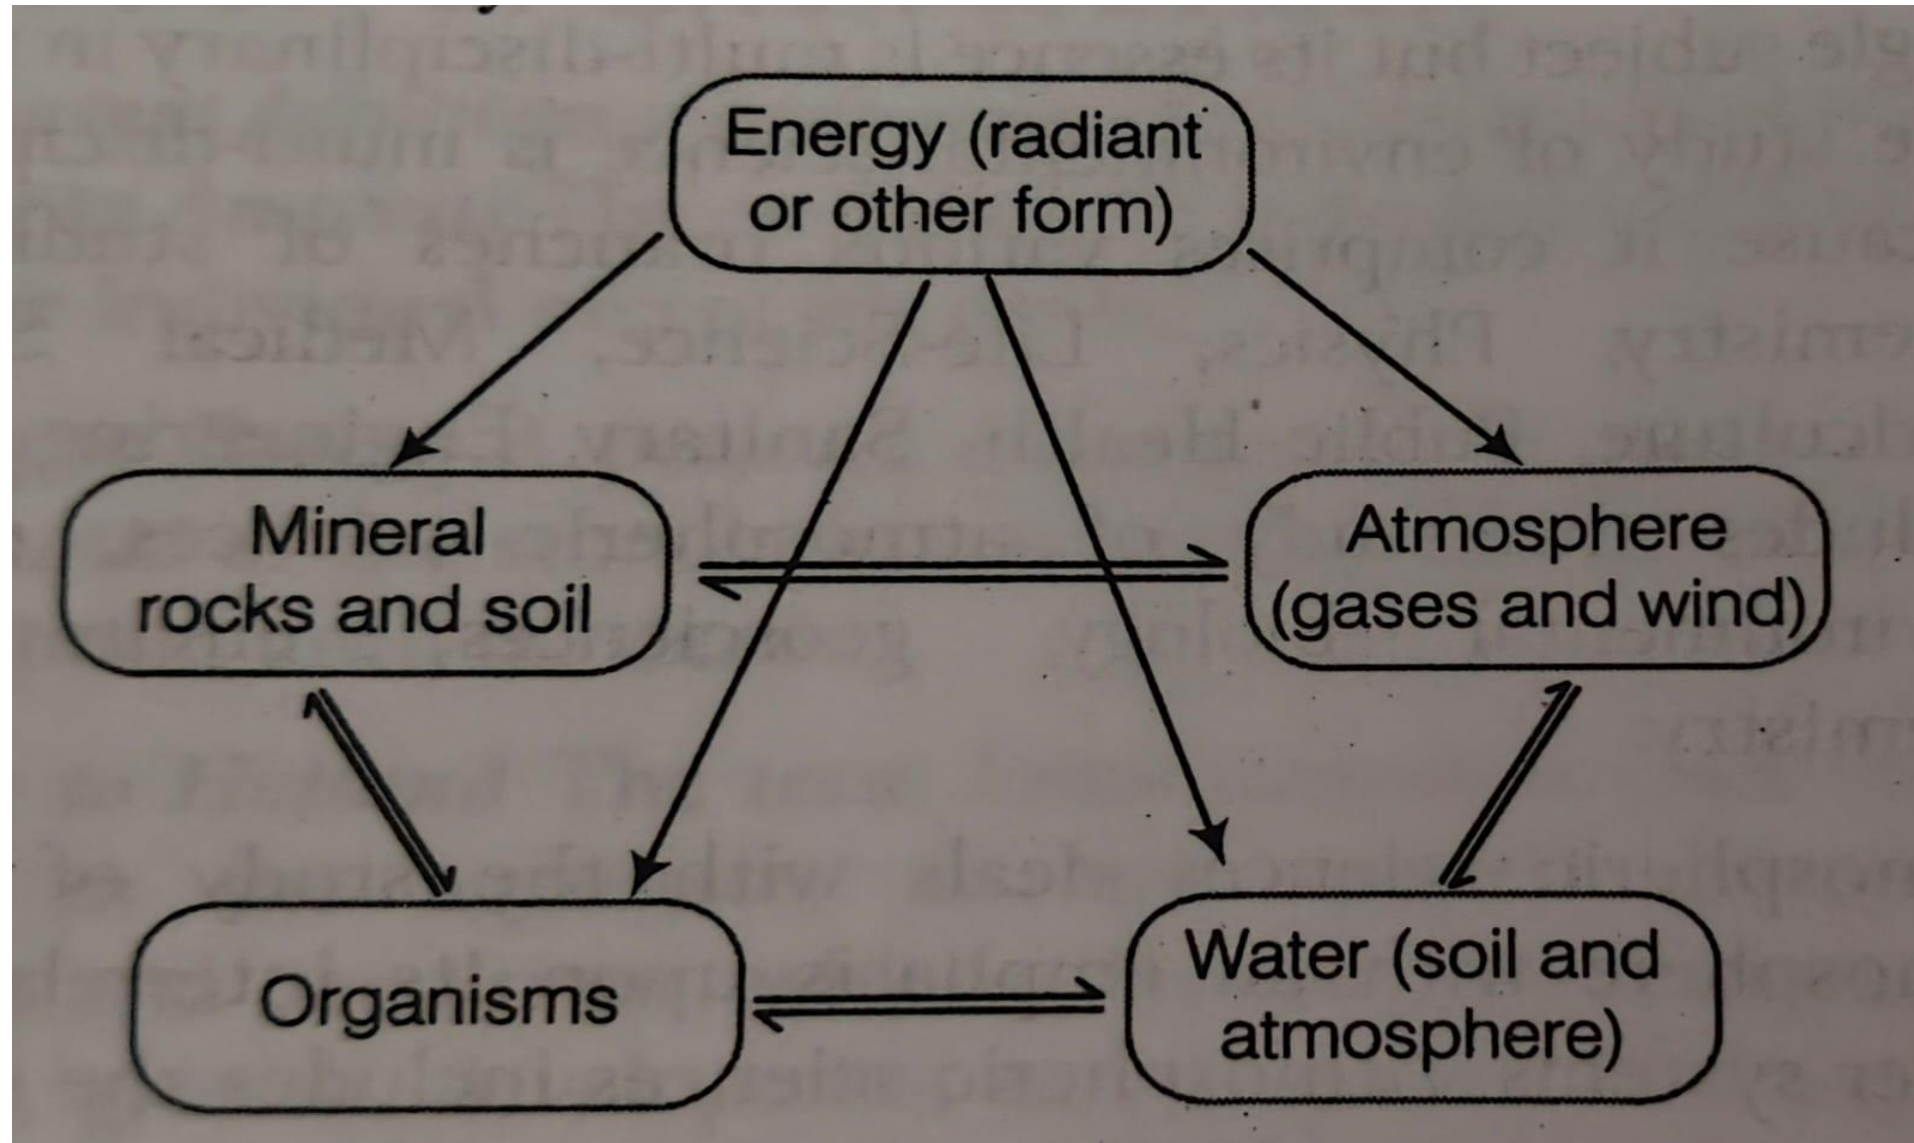 Energy (radiant
or other form)
Mineral
rocks and soil
Atmosphere
(gases and wind)
Organisms
Water (soil and
atmosphere)